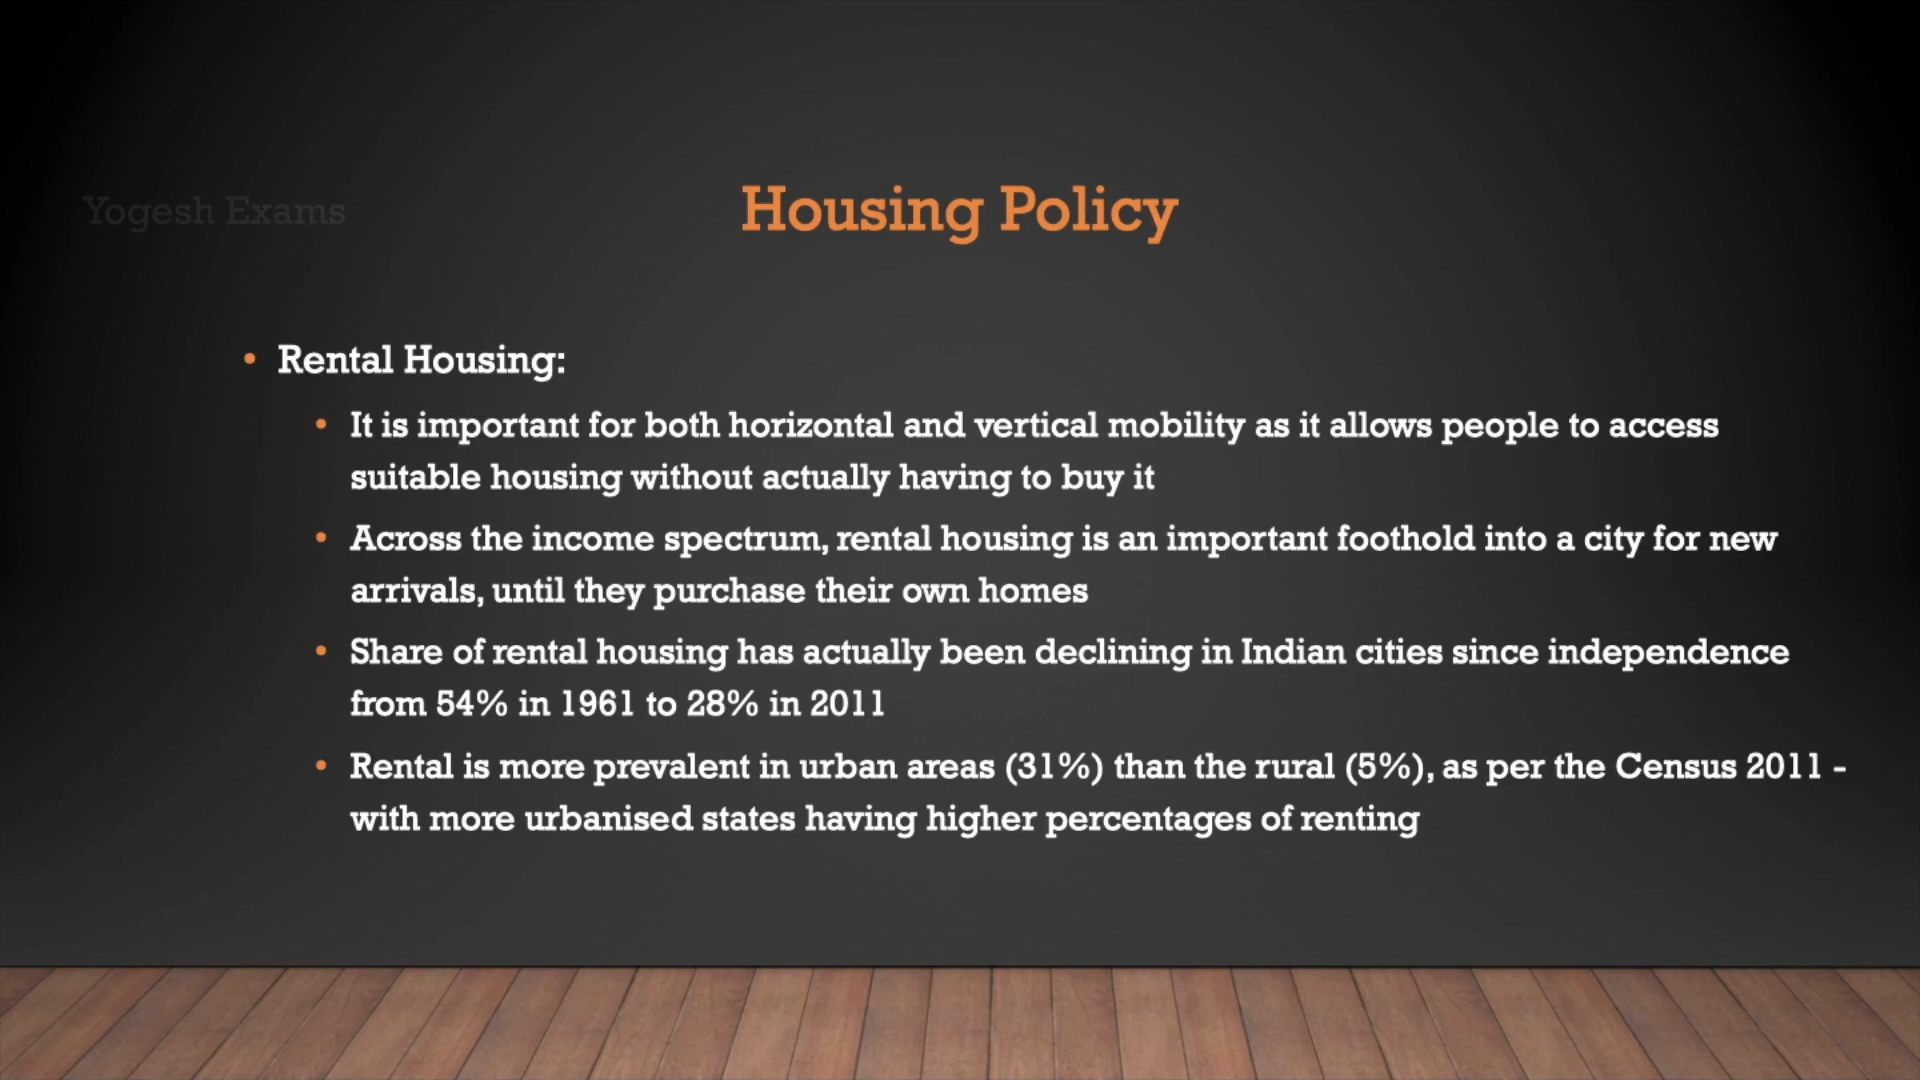 Yogesh Exams
Housing Policy
• Rental Housing:
• It is important for both horizontal and vertical mobility as it allows people to access
suitable housing without actually having to buy it
• Across the income spectrum, rental housing is an important foothold into a city for new
arrivals, until they purchase their own homes
• Share of rental housing has actually been declining in Indian cities since independence
from 54% in 1961 to 28% in 2011
• Rental is more prevalent in urban areas (31%) than the rural (5%), as per the Census 2011 -
with more urbanised states having higher percentages of renting